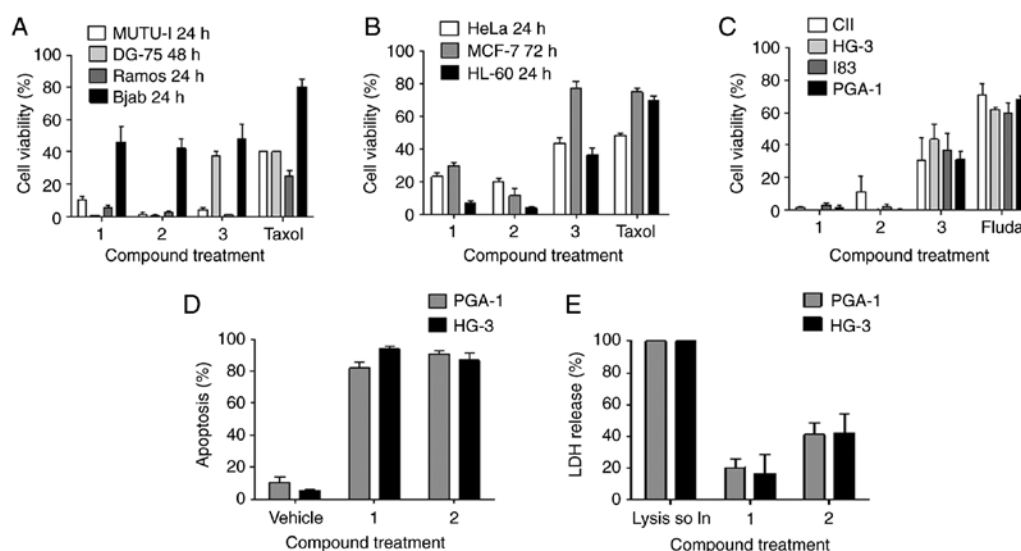 A
MUTU-I 24 h
DG-75 48 h
Ramos 24 h
Bjab 24 h
Cell viability (%)
100
80
60
40
20
0
1 2 3 Taxol
Compound treatment
B
HeLa 24 h
MCF-7 72 h
HL-60 24 h
Cell viability (%)
100
80
60
40
20
0
1 2 3 Taxol
Compound treatment
C
CII
HG-3
I83
PGA-1
Cell viability (%)
100
80
60
40
20
0
1 2 3 Fluda
Compound treatment
D
PGA-1
HG-3
Apoptosis (%)
100
80
60
40
20
0
Vehicle 1 2
Compound treatment
E
PGA-1
HG-3
LDH release (%)
100
80
60
40
20
0
Lysis so ln 1 2
Compound treatment